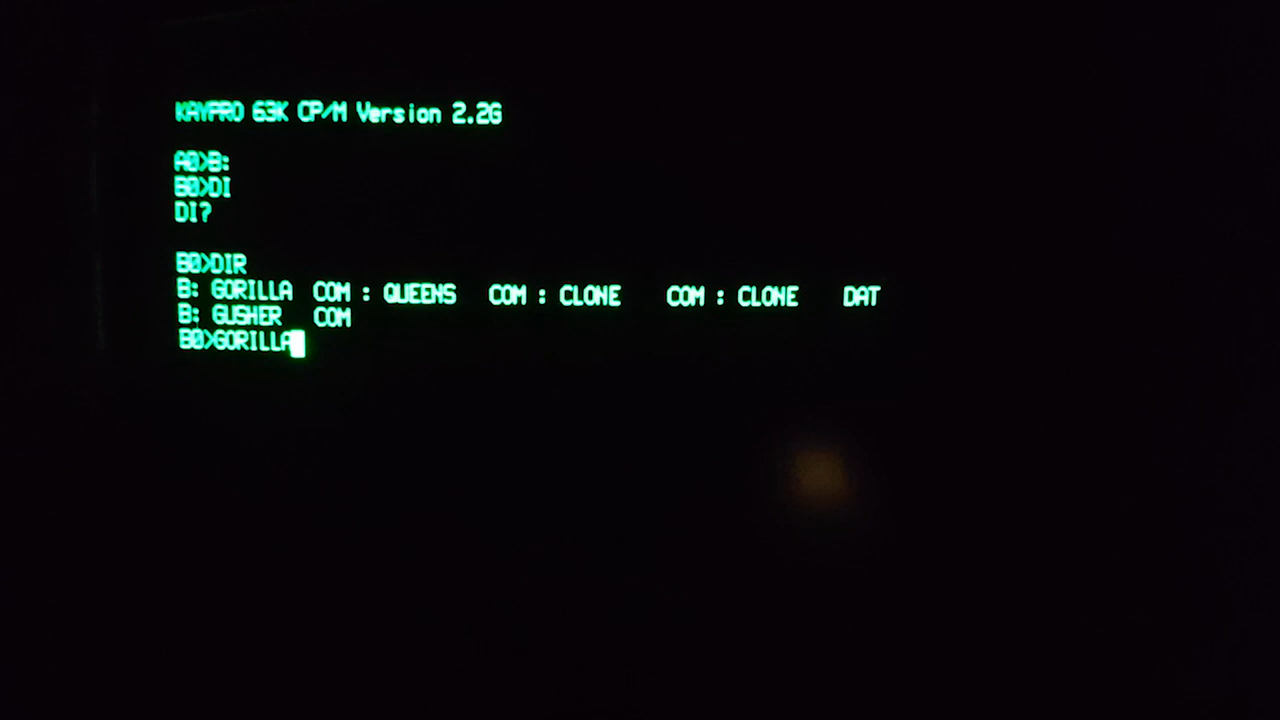 KAYPRO 63K CP/M Version 2.2G
A0>B:
B0>DI
DI?
B0>DIR
B: GORILLA COM : QUEENS COM : CLONE COM : CLONE DAT
B: GUSHER COM
B0>GORILLA